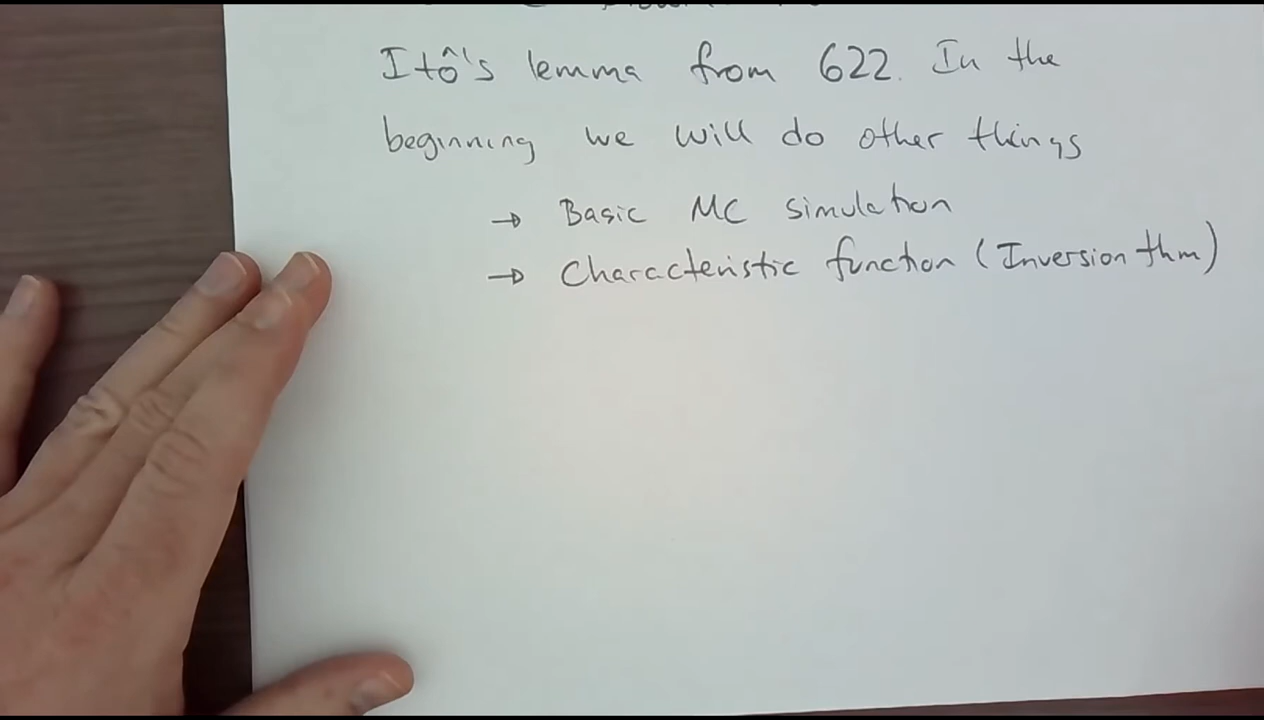 Itô's lemma from 622. In the
beginning we will do other things
→ Basic MC simulation
→ Characteristic function (Inversion thm)